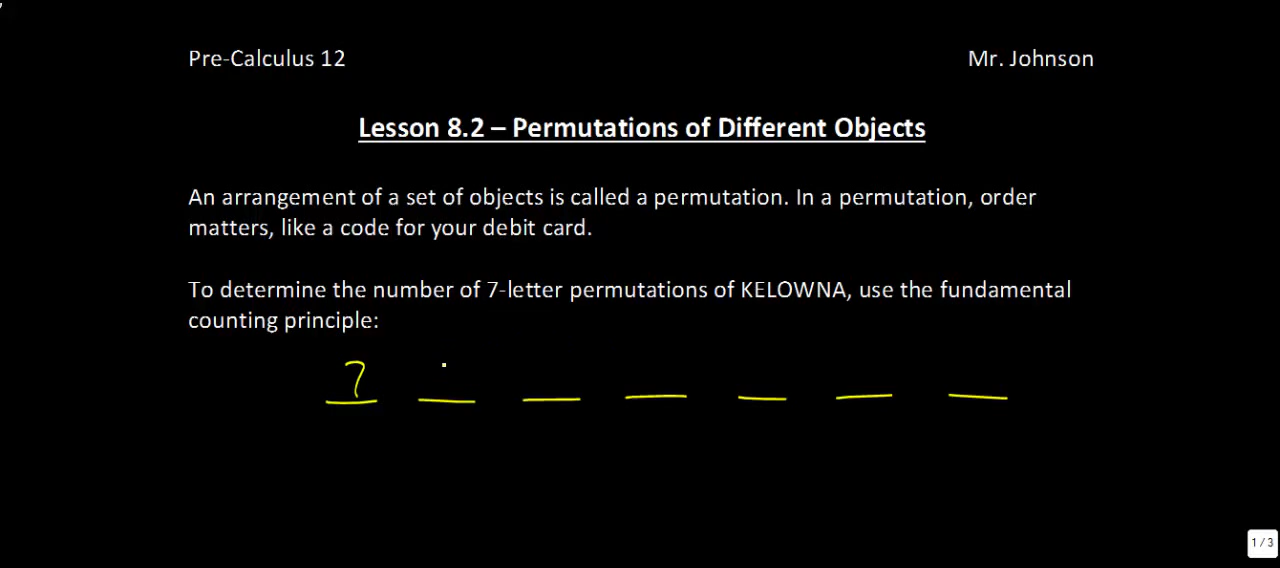 Pre-Calculus 12 Mr. Johnson
Lesson 8.2 – Permutations of Different Objects
An arrangement of a set of objects is called a permutation. In a permutation, order
matters, like a code for your debit card.
To determine the number of 7-letter permutations of KELOWNA, use the fundamental
counting principle:
7
1 / 3